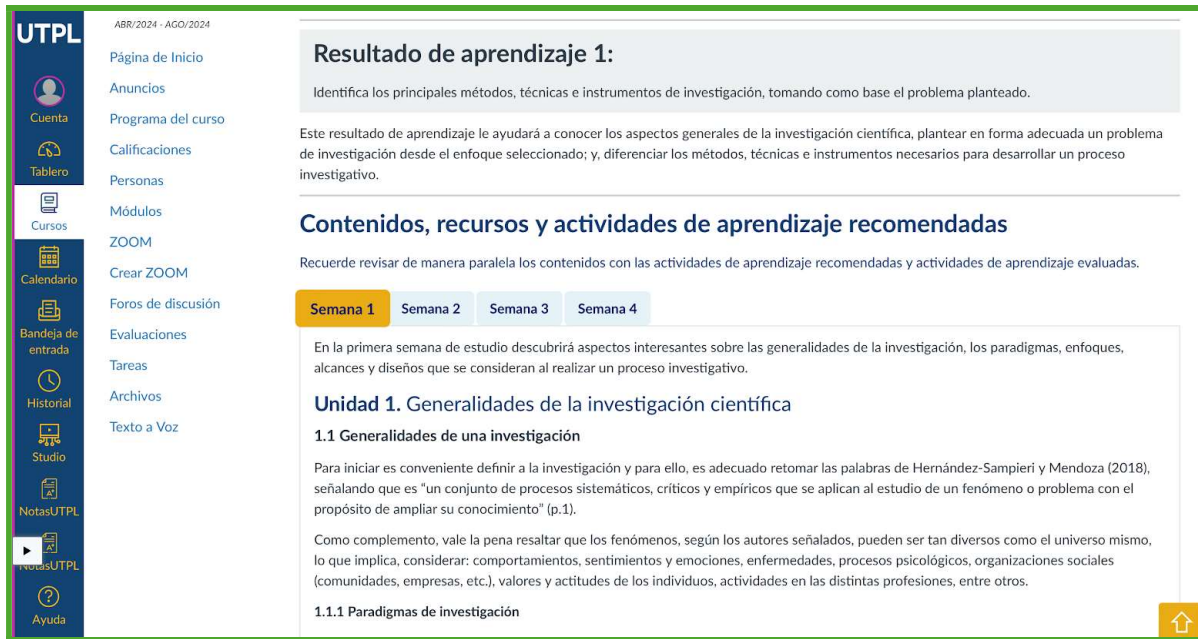 UTPL
Cuenta
Tablero
Cursos
Calendario
Bandeja de
entrada
Historial
Studio
NotasUTPL
NotasUTPL
Ayuda
ABR/2024 - AGO/2024
Página de Inicio
Anuncios
Programa del curso
Calificaciones
Personas
Módulos
ZOOM
Crear ZOOM
Foros de discusión
Evaluaciones
Tareas
Archivos
Texto a Voz
Resultado de aprendizaje 1:
Identifica los principales métodos, técnicas e instrumentos de investigación, tomando como base el problema planteado.
Este resultado de aprendizaje le ayudará a conocer los aspectos generales de la investigación científica, plantear en forma adecuada un problema
de investigación desde el enfoque seleccionado; y, diferenciar los métodos, técnicas e instrumentos necesarios para desarrollar un proceso
investigativo.
Contenidos, recursos y actividades de aprendizaje recomendadas
Recuerde revisar de manera paralela los contenidos con las actividades de aprendizaje recomendadas y actividades de aprendizaje evaluadas.
Semana 1 Semana 2 Semana 3 Semana 4
En la primera semana de estudio descubrirá aspectos interesantes sobre las generalidades de la investigación, los paradigmas, enfoques,
alcances y diseños que se consideran al realizar un proceso investigativo.
Unidad 1. Generalidades de la investigación científica
1.1 Generalidades de una investigación
Para iniciar es conveniente definir a la investigación y para ello, es adecuado retomar las palabras de Hernández-Sampieri y Mendoza (2018),
señalando que es “un conjunto de procesos sistemáticos, críticos y empíricos que se aplican al estudio de un fenómeno o problema con el
propósito de ampliar su conocimiento” (p.1).
Como complemento, vale la pena resaltar que los fenómenos, según los autores señalados, pueden ser tan diversos como el universo mismo,
lo que implica, considerar: comportamientos, sentimientos y emociones, enfermedades, procesos psicológicos, organizaciones sociales
(comunidades, empresas, etc.), valores y actitudes de los individuos, actividades en las distintas profesiones, entre otros.
1.1.1 Paradigmas de investigación